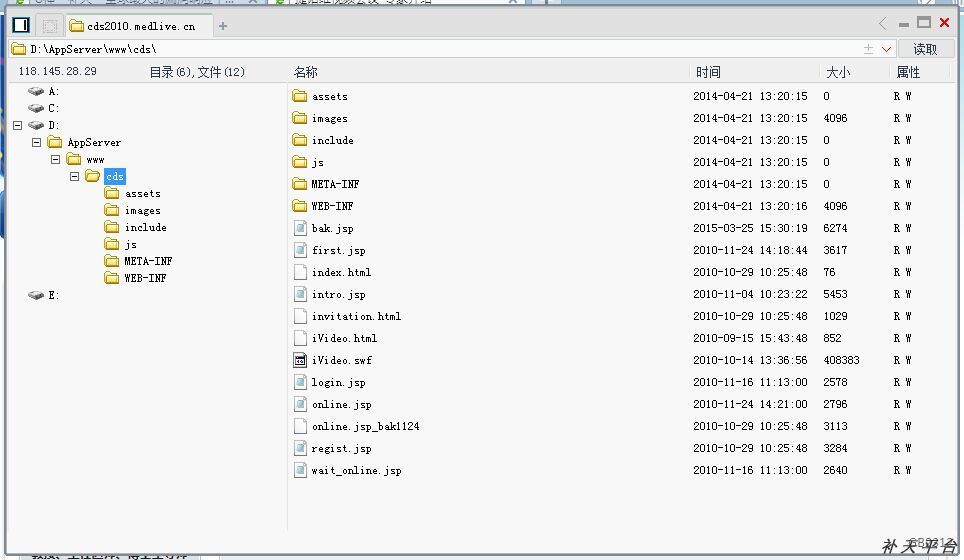 cds2010.medlive.cn
D:\AppServer\www\cds\
读取
118.145.28.29 目录(6),文件(12) 名称 时间 大小 属性
A:
C:
D:
AppServer
www
cds
assets
images
include
js
META-INF
WEB-INF
E:
assets 2014-04-21 13:20:15 0 R W
images 2014-04-21 13:20:15 4096 R W
include 2014-04-21 13:20:15 0 R W
js 2014-04-21 13:20:15 0 R W
META-INF 2014-04-21 13:20:15 0 R W
WEB-INF 2014-04-21 13:20:16 4096 R W
bak.jsp 2015-03-25 15:30:19 6274 R W
first.jsp 2010-11-24 14:18:44 3617 R W
index.html 2010-10-29 10:25:48 76 R W
intro.jsp 2010-11-04 10:23:22 5453 R W
invitation.html 2010-10-29 10:25:48 1029 R W
iVideo.html 2010-09-15 15:43:48 852 R W
iVideo.swf 2010-10-14 13:36:56 408383 R W
login.jsp 2010-11-16 11:13:00 2578 R W
online.jsp 2010-11-24 14:21:00 2796 R W
online.jsp_bak1124 2010-10-29 10:25:48 3113 R W
regist.jsp 2010-10-29 10:25:48 3284 R W
wait_online.jsp 2010-11-16 11:13:00 2640 R W
补天平台